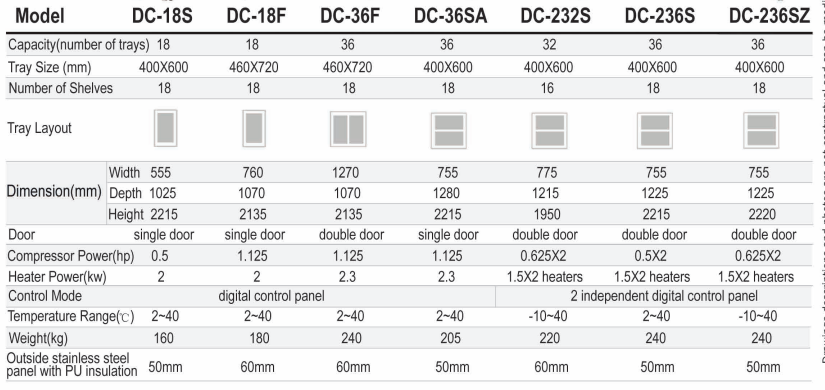 Model DC-18S DC-18F DC-36F DC-36SA DC-232S DC-236S DC-236SZ
Capacity(number of trays) 18 18 36 36 32 36 36
Tray Size (mm) 400X600 460X720 460X720 400X600 400X600 400X600 400X600
Number of Shelves 18 18 18 18 16 18 18
Tray Layout
Width 555 760 1270 755 775 755 755
Dimension(mm) Depth 1025 1070 1070 1280 1215 1225 1225
Height 2215 2135 2135 2215 1950 2215 2220
Door single door single door double door single door double door double door double door
Compressor Power(hp) 0.5 1.125 1.125 1.125 0.625X2 0.5X2 0.625X2
Heater Power(kw) 2 2 2.3 2.3 1.5X2 heaters 1.5X2 heaters 1.5X2 heaters
Control Mode digital control panel 2 independent digital control panel
Temperature Range(℃) 2~40 2~40 2~40 2~40 -10~40 2~40 -10~40
Weight(kg) 160 180 240 205 220 240 240
Outside stainless steel
panel with PU insulation 50mm 60mm 60mm 50mm 60mm 50mm 50mm